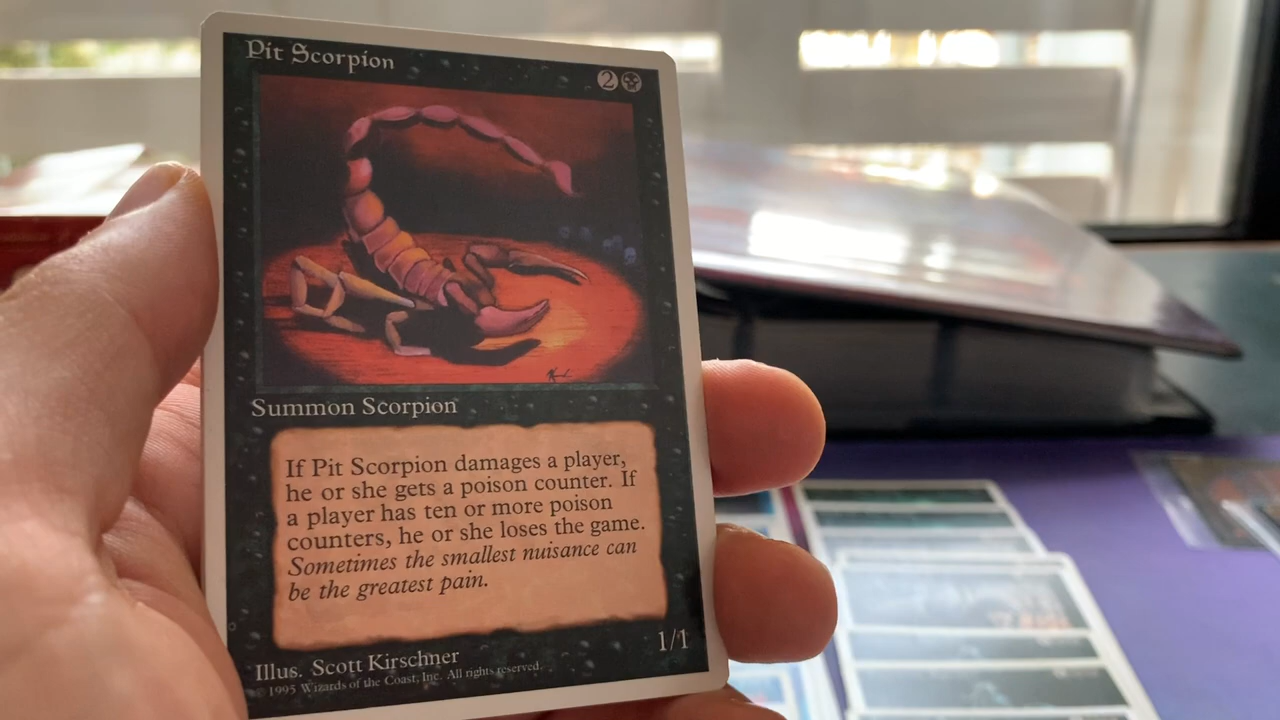 Pit Scorpion
2
Summon Scorpion
If Pit Scorpion damages a player,
he or she gets a poison counter. If
a player has ten or more poison
counters, he or she loses the game.
Sometimes the smallest nuisance can
be the greatest pain.
1/1
Illus. Scott Kirschner
© 1995 Wizards of the Coast, Inc. All rights reserved.